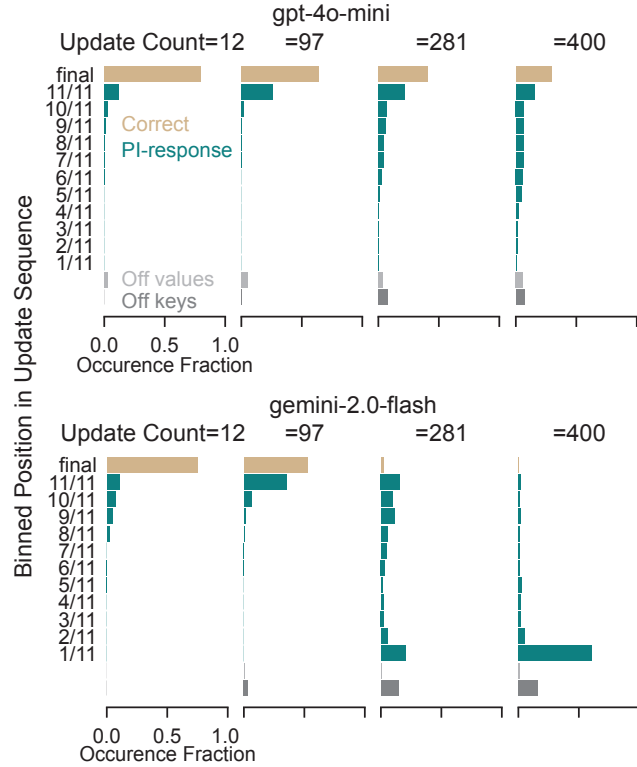 gpt-4o-mini
Update Count=12 =97 =281 =400
final
11/11
10/11
9/11
8/11
7/11
6/11
5/11
4/11
3/11
2/11
1/11
Correct
PI-response
Off values
Off keys
0.0 0.5 1.0
Occurence Fraction
Binned Position in Update Sequence
gemini-2.0-flash
Update Count=12 =97 =281 =400
final
11/11
10/11
9/11
8/11
7/11
6/11
5/11
4/11
3/11
2/11
1/11
0.0 0.5 1.0
Occurence Fraction